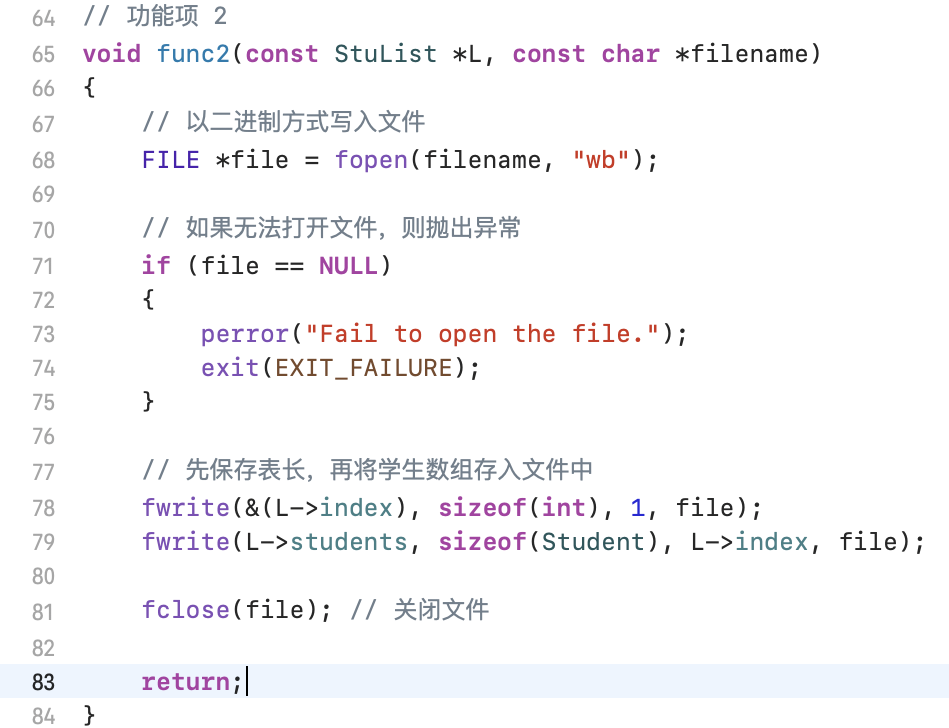 64 // 功能项 2
65 void func2(const StuList *L, const char *filename)
66 {
67     // 以二进制方式写入文件
68     FILE *file = fopen(filename, "wb");
69
70     // 如果无法打开文件，则抛出异常
71     if (file == NULL)
72     {
73         perror("Fail to open the file.");
74         exit(EXIT_FAILURE);
75     }
76
77     // 先保存表长，再将学生数组存入文件中
78     fwrite(&(L->index), sizeof(int), 1, file);
79     fwrite(L->students, sizeof(Student), L->index, file);
80
81     fclose(file); // 关闭文件
82
83     return;
84 }